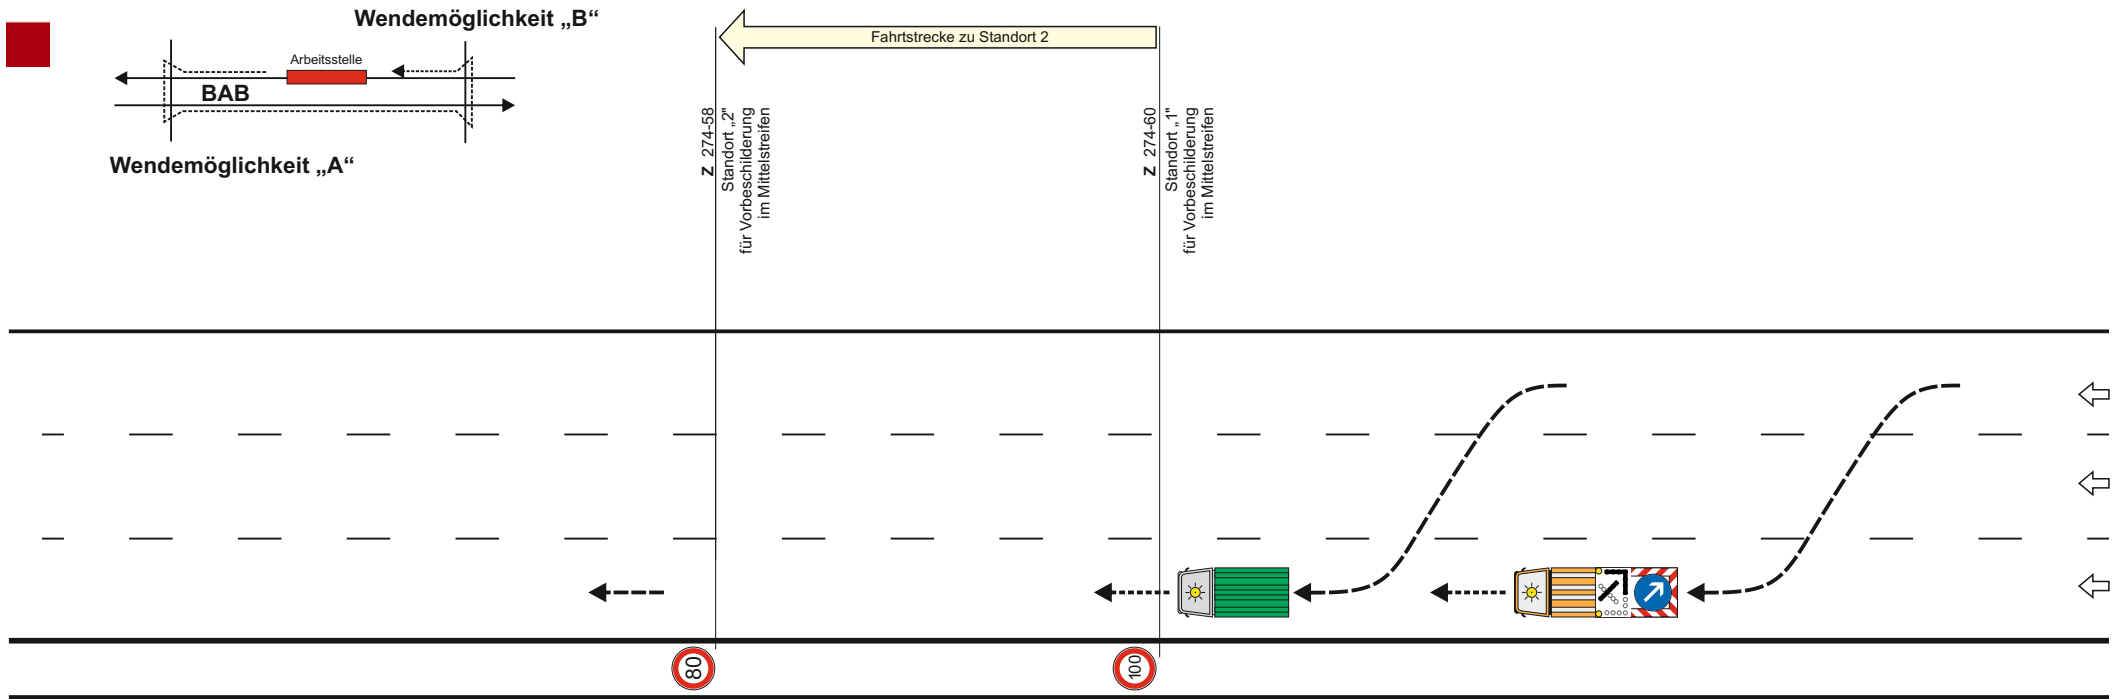 Wendemöglichkeit „B“
Arbeitsstelle
BAB
Wendemöglichkeit „A“
Fahrtstrecke zu Standort 2
Z 274-58
Standort „2"
für Vorbeschilderung
im Mittelstreifen
Z 274-60
Standort „1"
für Vorbeschilderung
im Mittelstreifen
80
100